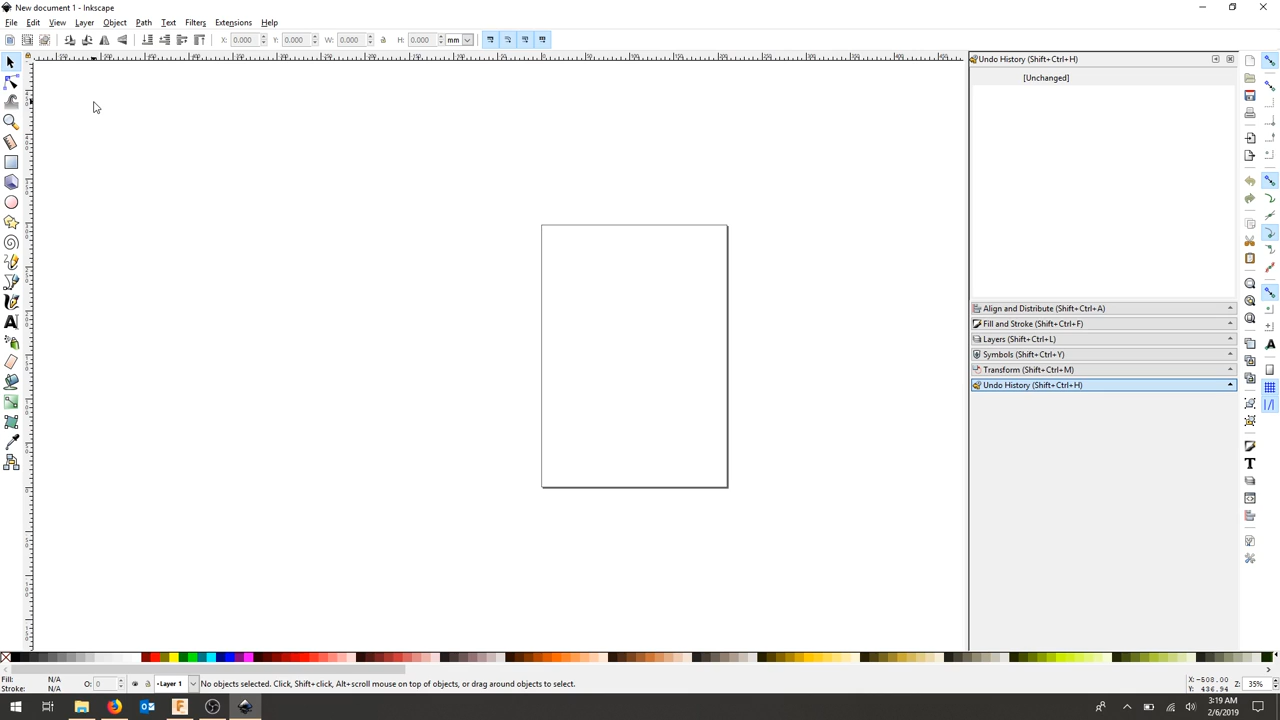 New document 1 - Inkscape
File Edit View Layer Object Path Text Filters Extensions Help
X: 0.000 Y: 0.000 W: 0.000 H: 0.000 mm
Undo History (Shift+Ctrl+H)
[Unchanged]
Align and Distribute (Shift+Ctrl+A)
Fill and Stroke (Shift+Ctrl+F)
Layers (Shift+Ctrl+L)
Symbols (Shift+Ctrl+Y)
Transform (Shift+Ctrl+M)
Undo History (Shift+Ctrl+H)
Fill: N/A
Stroke: N/A
O: 0
Layer 1
No objects selected. Click, Shift+click, Alt+scroll mouse on top of objects, or drag around objects to select.
X: -508.00
Y: 436.94
Z: 35%
3:19 AM
2/6/2019